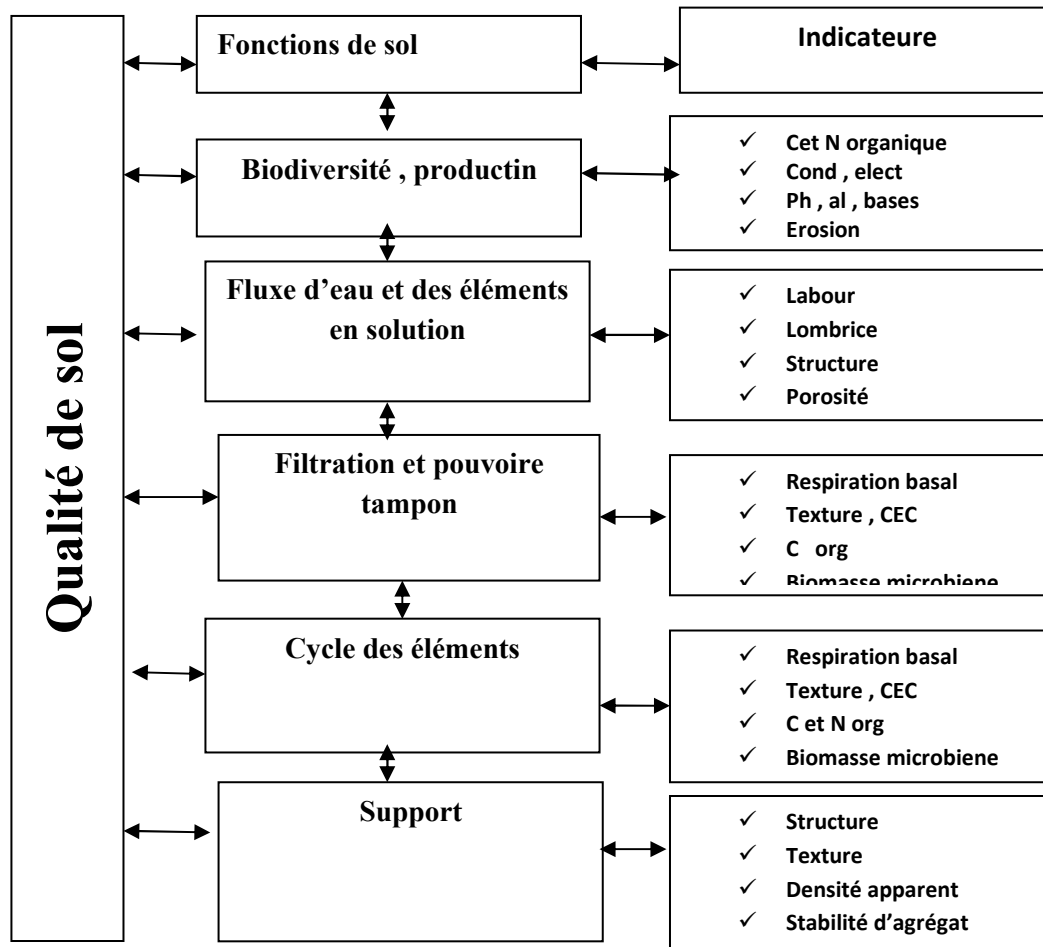 Qualité de sol
Fonctions de sol
Indicateure
Biodiversité , productin
✓ Cet N organique
✓ Cond , elect
✓ Ph , al , bases
✓ Erosion
Fluxe d’eau et des éléments
en solution
✓ Labour
✓ Lombrice
✓ Structure
✓ Porosité
Filtration et pouvoire
tampon
✓ Respiration basal
✓ Texture , CEC
✓ C org
✓ Biomasse microbiene
Cycle des éléments
✓ Respiration basal
✓ Texture , CEC
✓ C et N org
✓ Biomasse microbiene
Support
✓ Structure
✓ Texture
✓ Densité apparent
✓ Stabilité d’agrégat